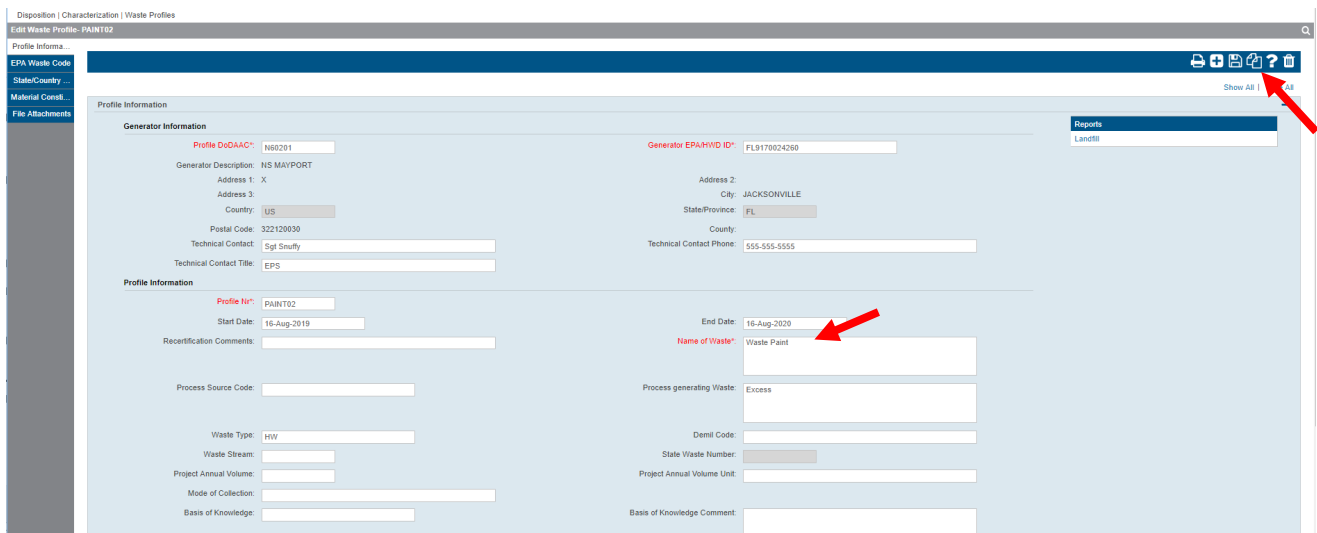 Disposition | Characterization | Waste Profiles
Edit Waste Profile- PAINT02
Profile Informa...
EPA Waste Code
State/Country ...
Material Consti...
File Attachments
Show All | All
Profile Information
Reports
Landfill
Generator Information
Profile DoDAAC*: N60201 Generator EPA/HWD ID*: FL9170024260
Generator Description: NS MAYPORT
Address 1: X Address 2:
Address 3: City: JACKSONVILLE
Country: US State/Province: FL
Postal Code: 322120030 County:
Technical Contact: Sgt Snuffy Technical Contact Phone: 555-555-5555
Technical Contact Title: EPS
Profile Information
Profile Nr*: PAINT02
Start Date: 16-Aug-2019 End Date: 16-Aug-2020
Recertification Comments: Name of Waste*: Waste Paint
Process Source Code: Process generating Waste: Excess
Waste Type: HW Demil Code:
Waste Stream: State Waste Number:
Project Annual Volume: Project Annual Volume Unit:
Mode of Collection:
Basis of Knowledge: Basis of Knowledge Comment: